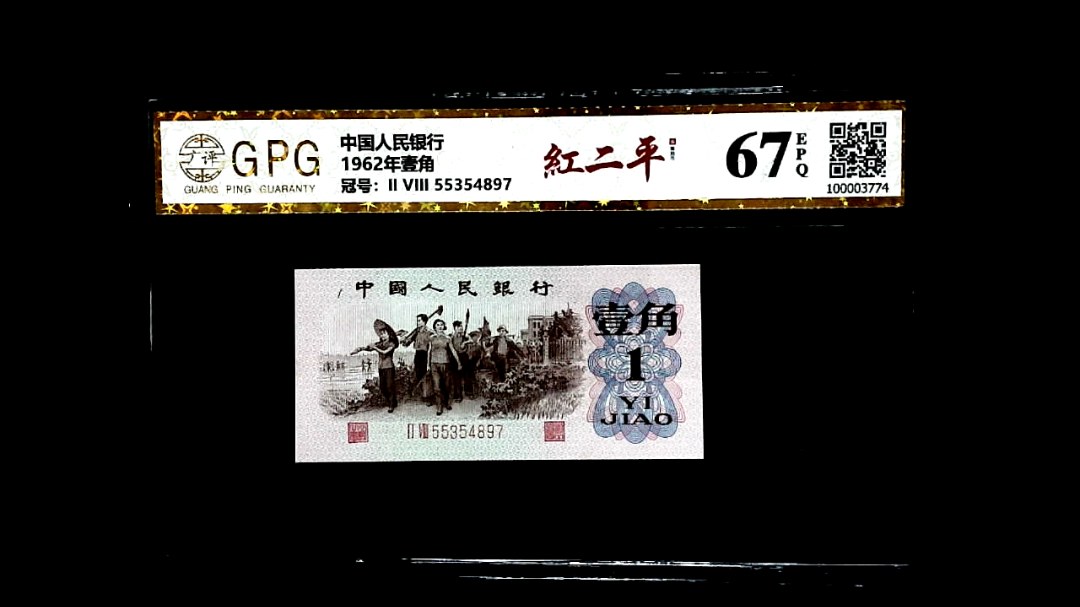 广评
GPG
GUANG PING GUARANTY
中国人民银行
1962年壹角
冠号：II VIII 55354897
紅二平
67
EPQ
100003774
中國人民銀行
壹角
1
YI
JIAO
II VIII 55354897